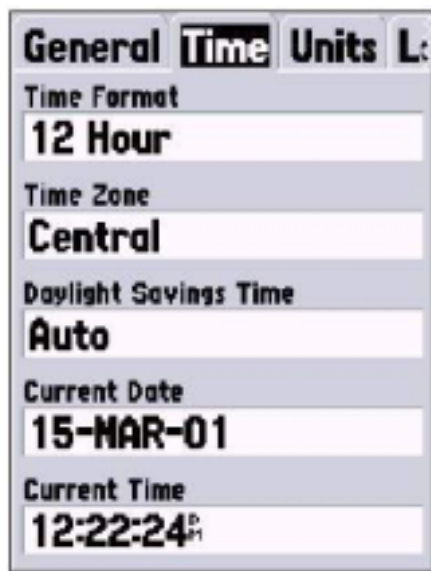 General Time Units
Time Format
12 Hour
Time Zone
Central
Daylight Savings Time
Auto
Current Date
15-MAR-01
Current Time
12:22:24PM